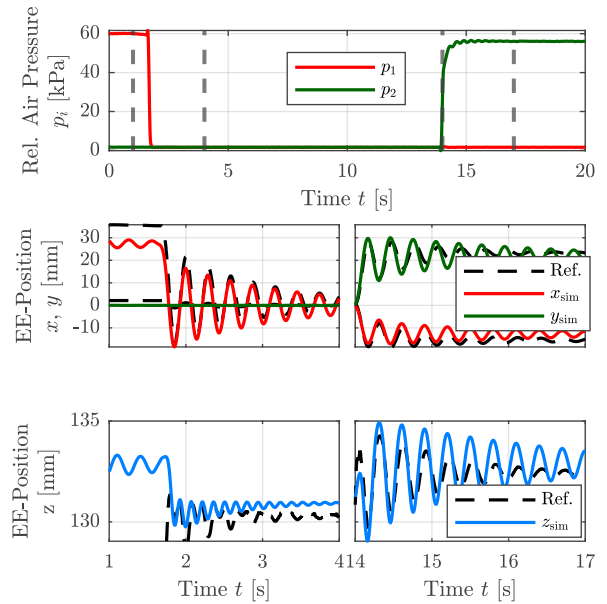 Rel. Air Pressure
p_i [kPa]
60
40
20
0
p_1
p_2
0
5
10
15
20
Time t [s]
EE-Position
x, y [mm]
30
20
10
0
-10
Ref.
x_sim
y_sim
EE-Position
z [mm]
135
130
Ref.
z_sim
1
2
3
4
14
15
16
17
Time t [s]
Time t [s]